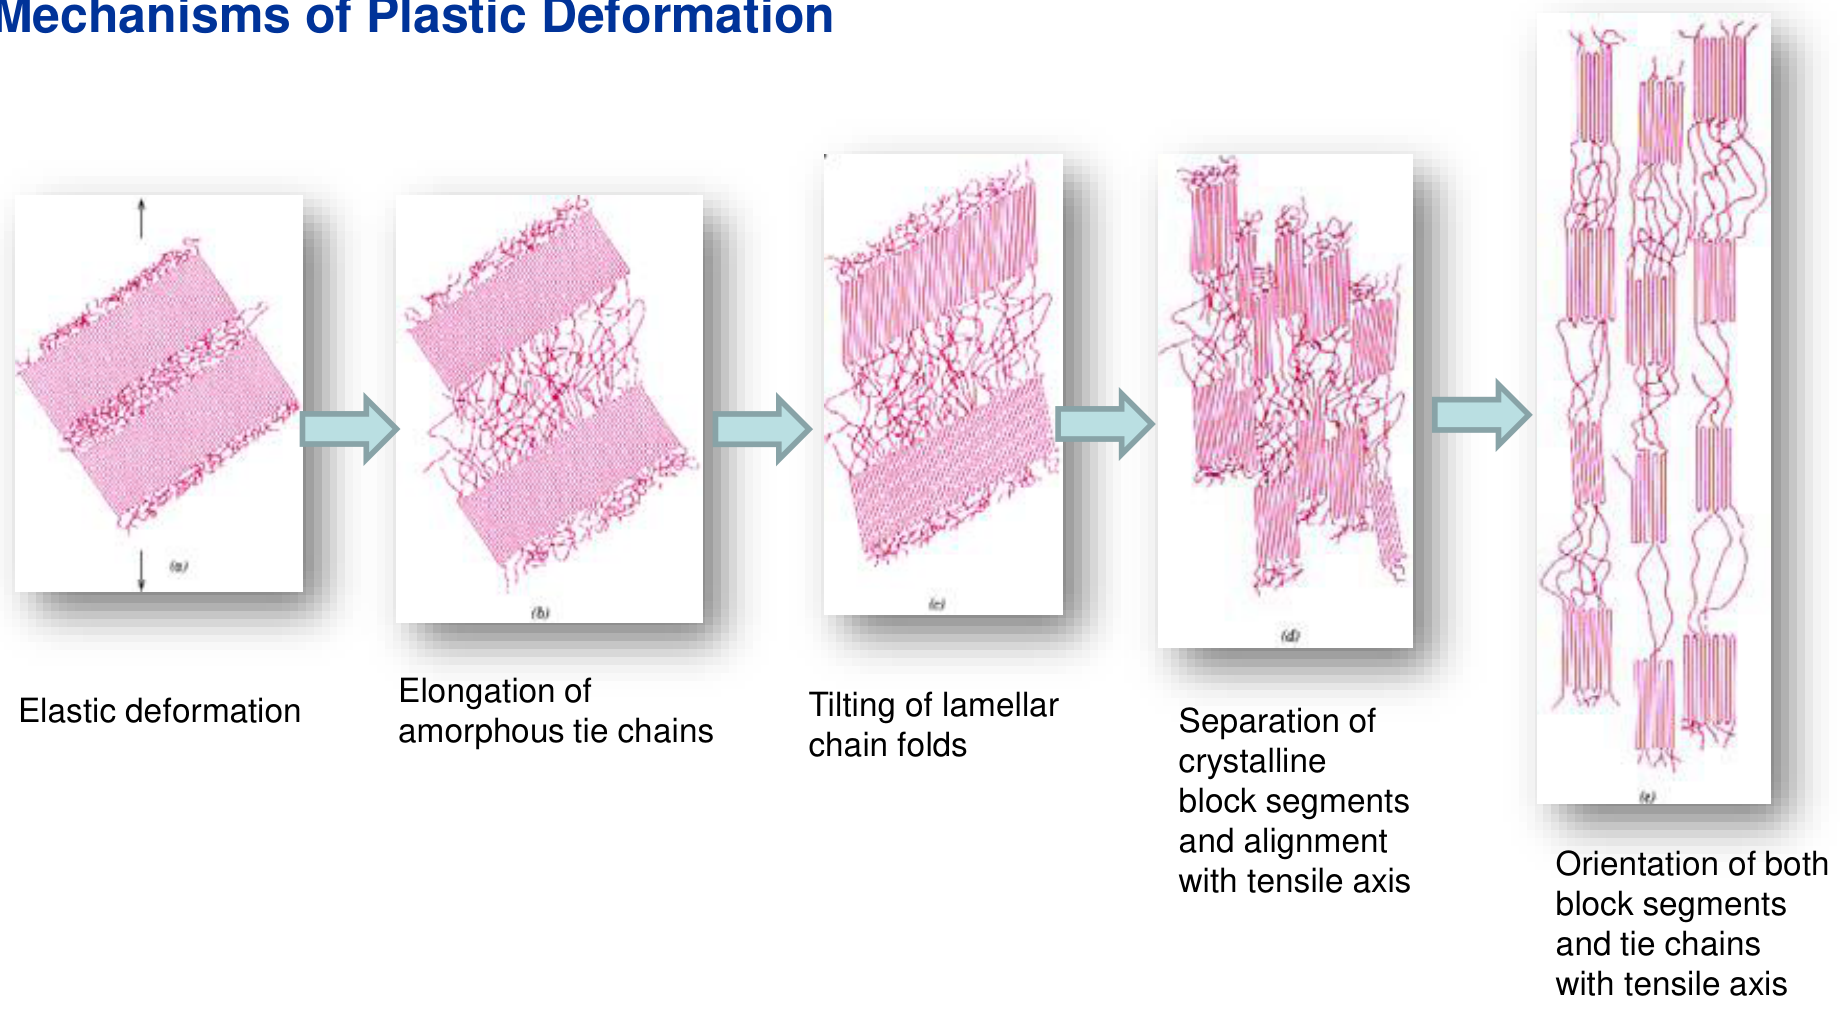 Mechanisms of Plastic Deformation
(a)
(b)
(c)
(d)
(e)
Elastic deformation
Elongation of
amorphous tie chains
Tilting of lamellar
chain folds
Separation of
crystalline
block segments
and alignment
with tensile axis
Orientation of both
block segments
and tie chains
with tensile axis